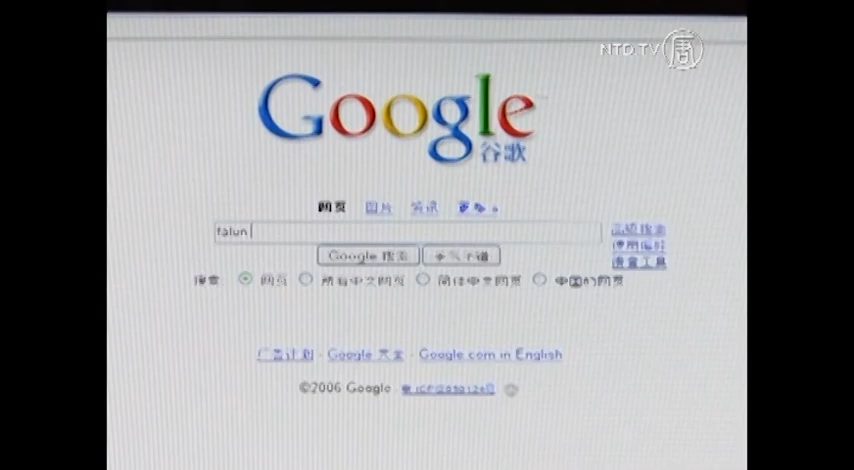 NTD.TV 唐
Google
谷歌
网页 图片 资讯 更多 »
falun 高级搜索
使用偏好
Google 搜索 手气不错 语言工具
搜索 网页 所有中文网页 简体中文网页 中国的网页
广告计划 - Google 大全 - Google.com in English
©2006 Google